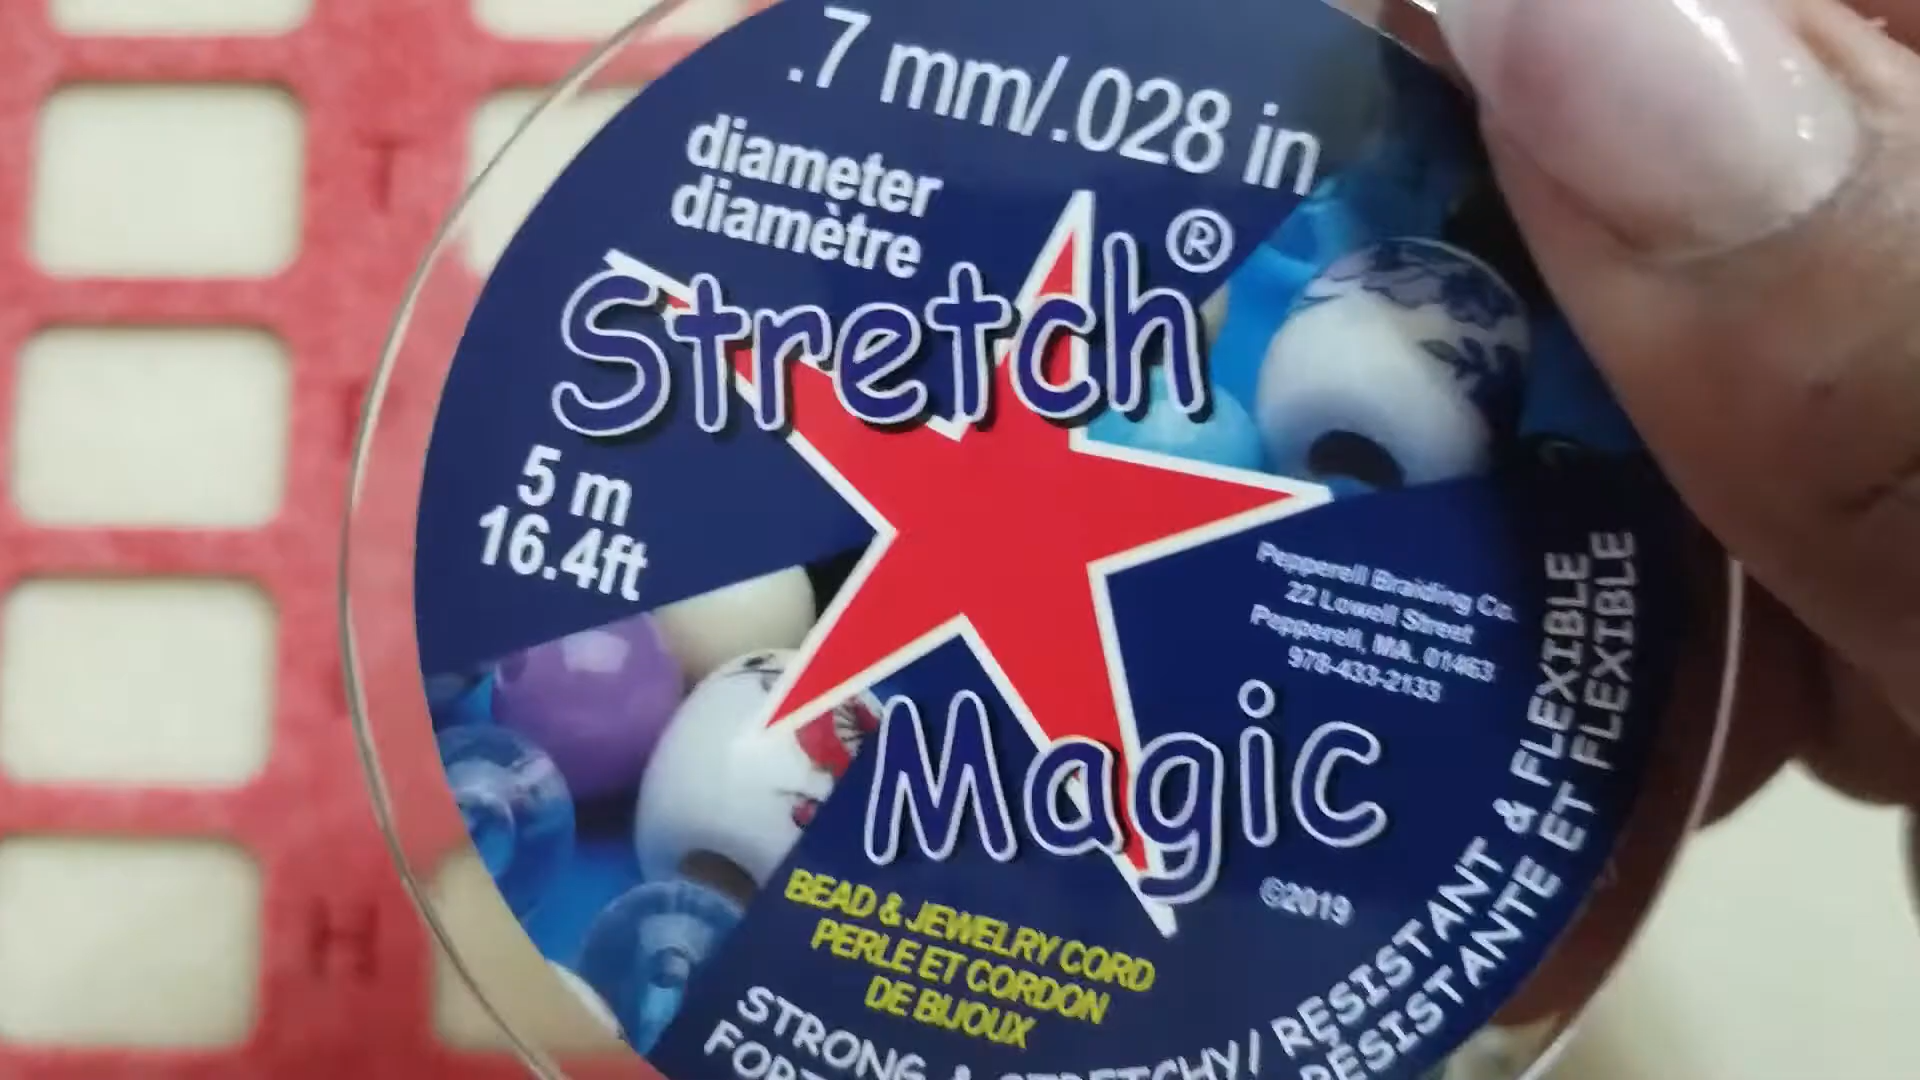 .7 mm/.028 in
diameter
diamètre
Stretch®
5 m
16.4ft
Pepperell Braiding Co.
22 Lowell Street
Pepperell, MA. 01463
978-433-2133
Magic
©2019
BEAD & JEWELRY CORD
PERLE ET CORDON
DE BIJOUX
STRONG & STRETCHY/ RESISTANT & FLEXIBLE
RÉSISTANTE ET FLEXIBLE
T
H